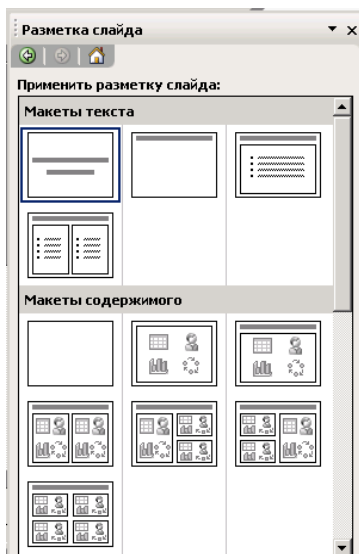 Разметка слайда
Применить разметку слайда:
Макеты текста
Макеты содержимого